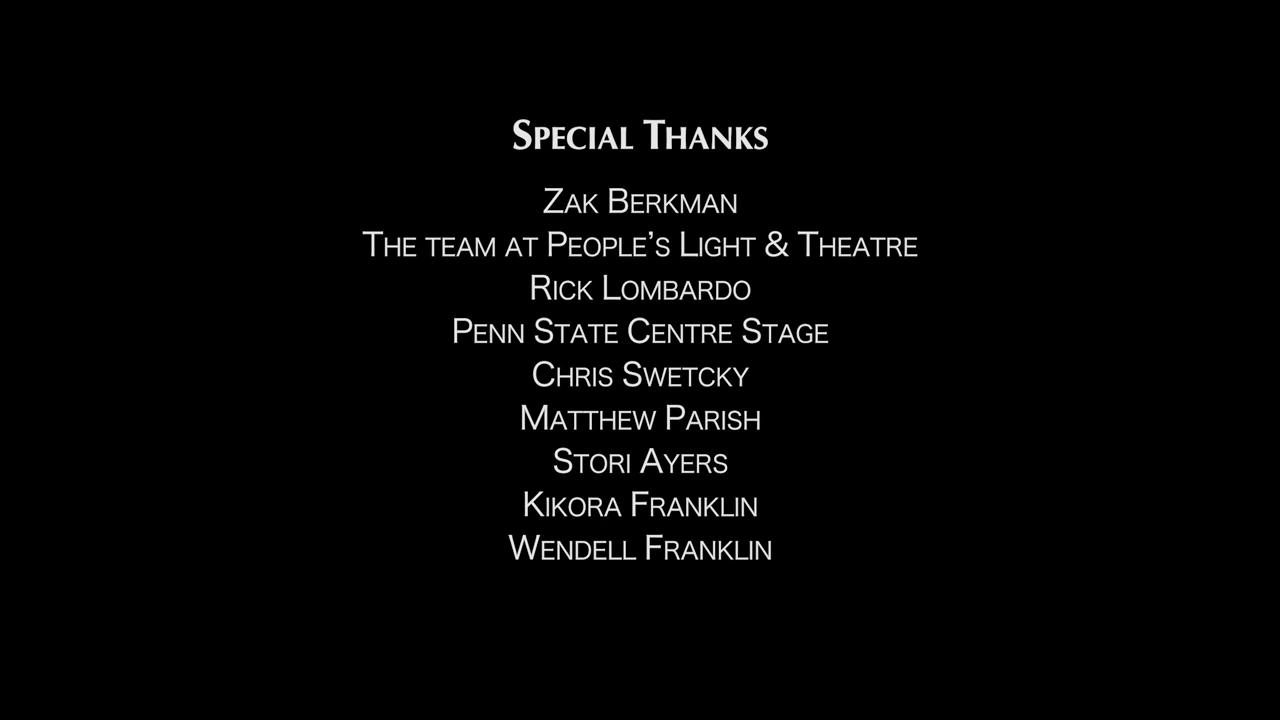 Special Thanks
Zak Berkman
The team at People’s Light & Theatre
Rick Lombardo
Penn State Centre Stage
Chris Swetcky
Matthew Parish
Stori Ayers
Kikora Franklin
Wendell Franklin